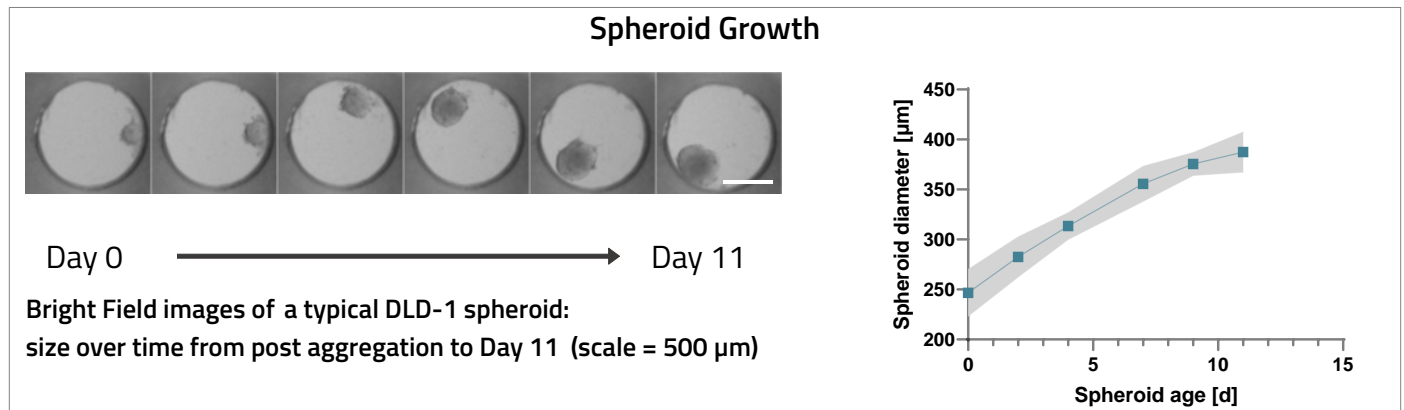 Spheroid Growth
Day 0
Day 11
Bright Field images of a typical DLD-1 spheroid:
size over time from post aggregation to Day 11 (scale = 500 µm)
Spheroid diameter [µm]
450
400
350
300
250
200
0
5
10
15
Spheroid age [d]